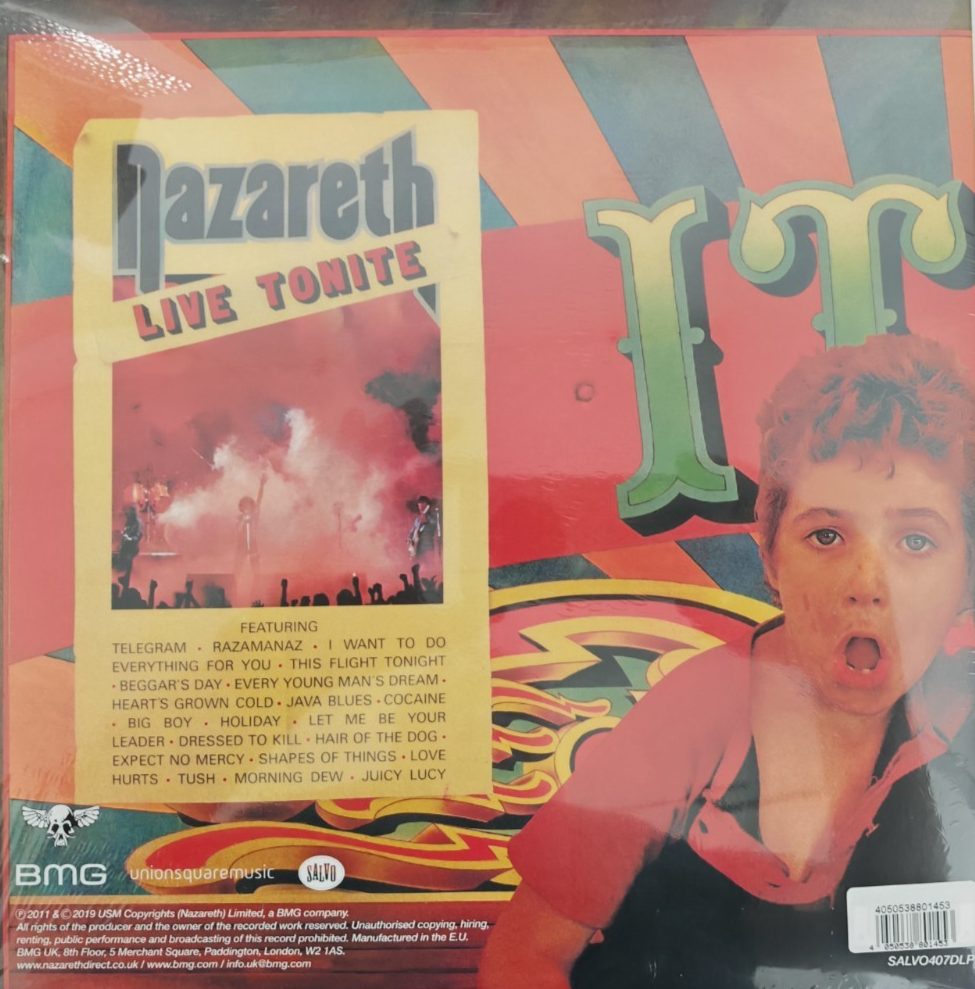 Nazareth
LIVE TONITE
IT
FEATURING
TELEGRAM • RAZAMANAZ • I WANT TO DO
EVERYTHING FOR YOU • THIS FLIGHT TONIGHT
• BEGGAR'S DAY • EVERY YOUNG MAN'S DREAM •
HEART'S GROWN COLD • JAVA BLUES • COCAINE
• BIG BOY • HOLIDAY • LET ME BE YOUR
LEADER • DRESSED TO KILL • HAIR OF THE DOG •
EXPECT NO MERCY • SHAPES OF THINGS • LOVE
HURTS • TUSH • MORNING DEW • JUICY LUCY
BMG unionsquaremusic SALVO
℗ 2011 & © 2019 USM Copyrights (Nazareth) Limited, a BMG company.
All rights of the producer and the owner of the recorded work reserved. Unauthorised copying, hiring,
renting, public performance and broadcasting of this record prohibited. Manufactured in the E.U.
BMG UK, 8th Floor, 5 Merchant Square, Paddington, London, W2 1AS.
www.nazarethdirect.co.uk / www.bmg.com / info.uk@bmg.com
4050538801453
4 050538 801453
SALVO407DLP